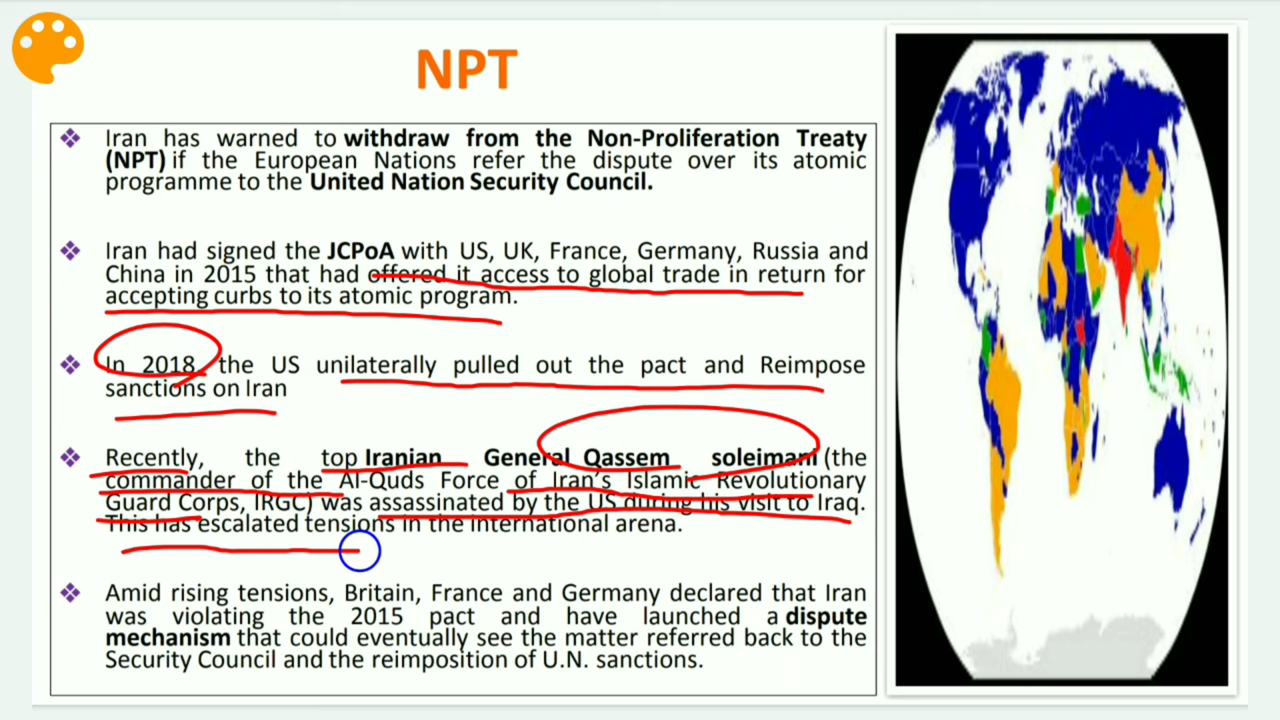 NPT
Iran has warned to withdraw from the Non-Proliferation Treaty
(NPT) if the European Nations refer the dispute over its atomic
programme to the United Nation Security Council.
Iran had signed the JCPoA with US, UK, France, Germany, Russia and
China in 2015 that had offered it access to global trade in return for
accepting curbs to its atomic program.
In 2018, the US unilaterally pulled out the pact and Reimpose
sanctions on Iran
Recently, the top Iranian General Qassem soleimani (the
commander of the Al-Quds Force of Iran's Islamic Revolutionary
Guard Corps, IRGC) was assassinated by the US during his visit to Iraq.
This has escalated tensions in the international arena.
Amid rising tensions, Britain, France and Germany declared that Iran
was violating the 2015 pact and have launched a dispute
mechanism that could eventually see the matter referred back to the
Security Council and the reimposition of U.N. sanctions.